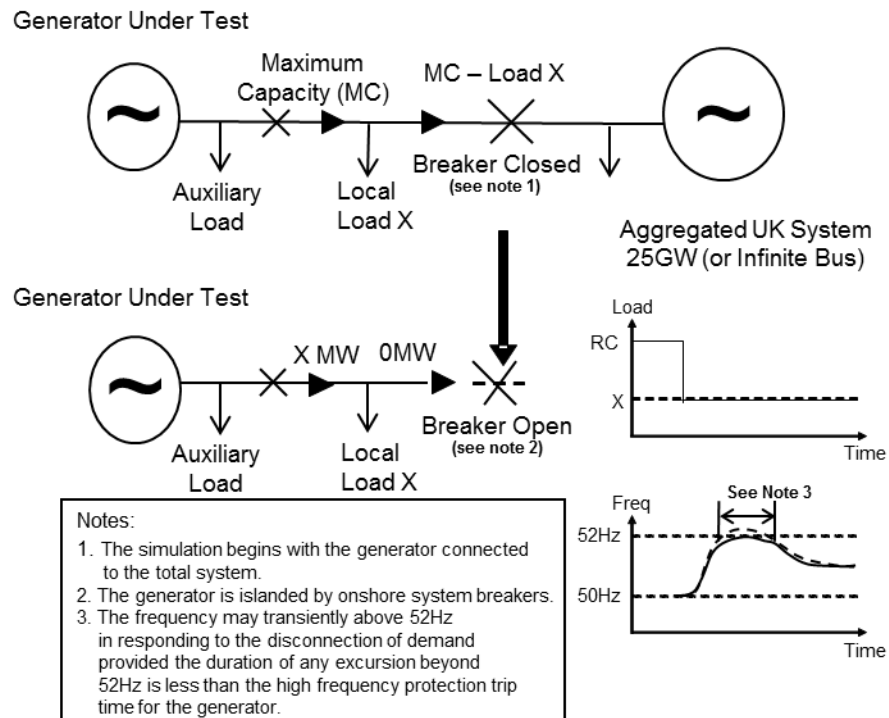 Generator Under Test
Maximum
Capacity (MC)
MC – Load X
~
~
Auxiliary
Load
Local
Load X
Breaker Closed
(see note 1)
Aggregated UK System
25GW (or Infinite Bus)
Generator Under Test
~
X MW
0MW
Auxiliary
Load
Local
Load X
Breaker Open
(see note 2)
Load
RC
X
Time
Freq
See Note 3
52Hz
50Hz
Time
Notes:
1. The simulation begins with the generator connected
to the total system.
2. The generator is islanded by onshore system breakers.
3. The frequency may transiently above 52Hz
in responding to the disconnection of demand
provided the duration of any excursion beyond
52Hz is less than the high frequency protection trip
time for the generator.